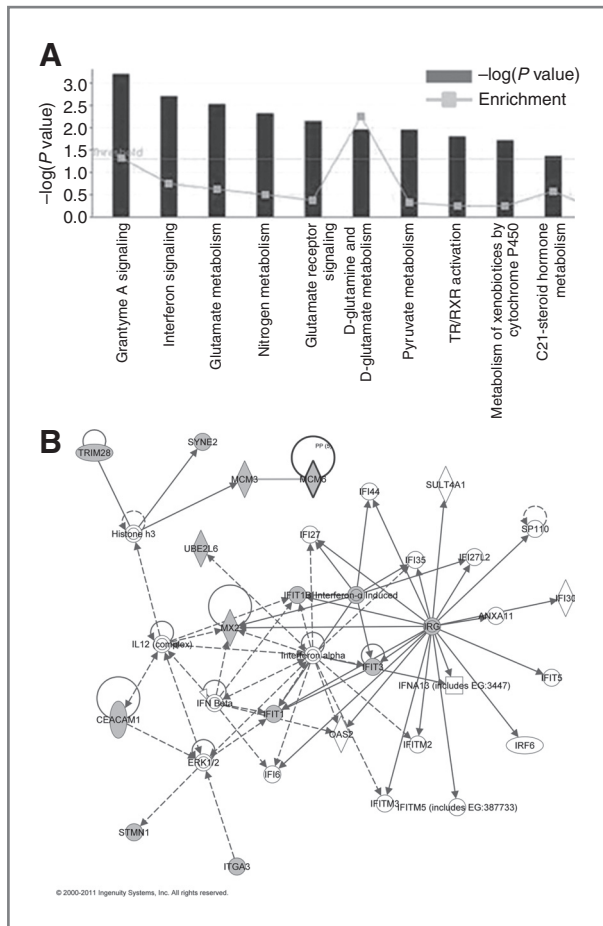 A
–log(P value)
Enrichment
–log(P value)
3.0
2.5
2.0
1.5
1.0
0.5
0.0
Threshold
Grantyme A signaling
Interferon signaling
Glutamate metabolism
Nitrogen metabolism
Glutamate receptor
signaling
D-glutamine and
D-glutamate metabolism
Pyruvate metabolism
TR/RXR activation
Metabolism of xenobiotices by
cytochrome P450
C21-steroid hormone
metabolism
B
TRIM28
SYNE2
MCM3
PP (5)
MCM6
IFI44
SULT4A1
Histone h3
UBE2L6
IFI27
IFI35
IFI27L2
SP110
IFIT1B
Interferon-α Induced
MX2
IRG
ANXA11
IFI30
IL12 (complex)
Interferon alpha
IFIT3
IFNA13 (includes EG:3447)
IFIT5
CEACAM1
IFN Beta
IFIT1
OAS2
IFITM2
IRF6
ERK1/2
IFI6
IFITM3
IFITM5 (includes EG:387733)
STMN1
ITGA3
© 2000-2011 Ingenuity Systems, Inc. All rights reserved.